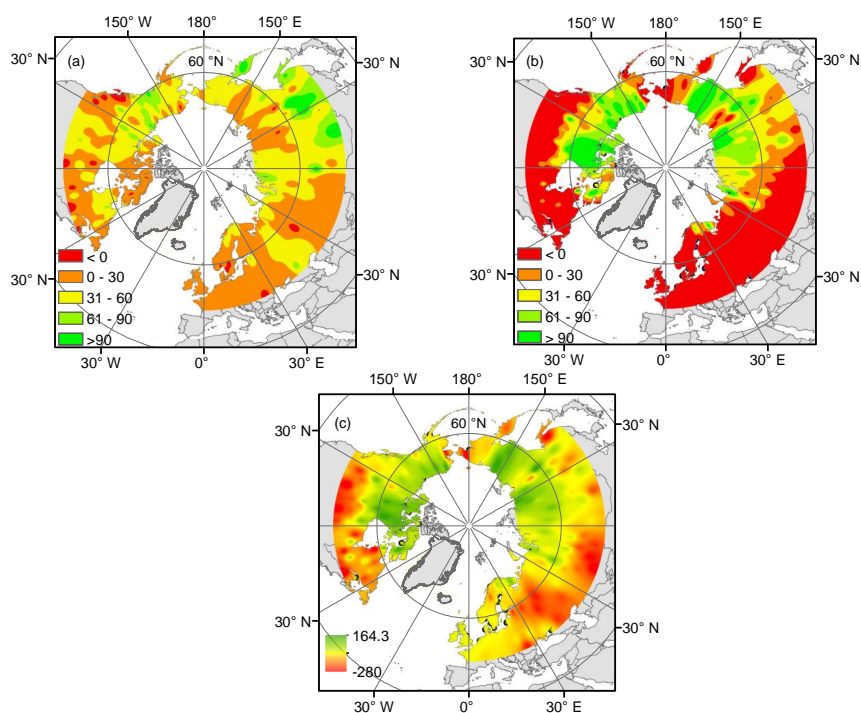 150° W 180° 150° E
30° N (a) 60 °N 30° N
< 0
0 - 30
31 - 60
61 - 90
>90
30° N 30° N
30° W 0° 30° E
150° W 180° 150° E
30° N (b) 60 °N 30° N
< 0
0 - 30
31 - 60
61 - 90
> 90
30° N 30° N
30° W 0° 30° E
150° W 180° 150° E
30° N (c) 60 °N 30° N
164.3
-280
30° N 30° N
30° W 0° 30° E